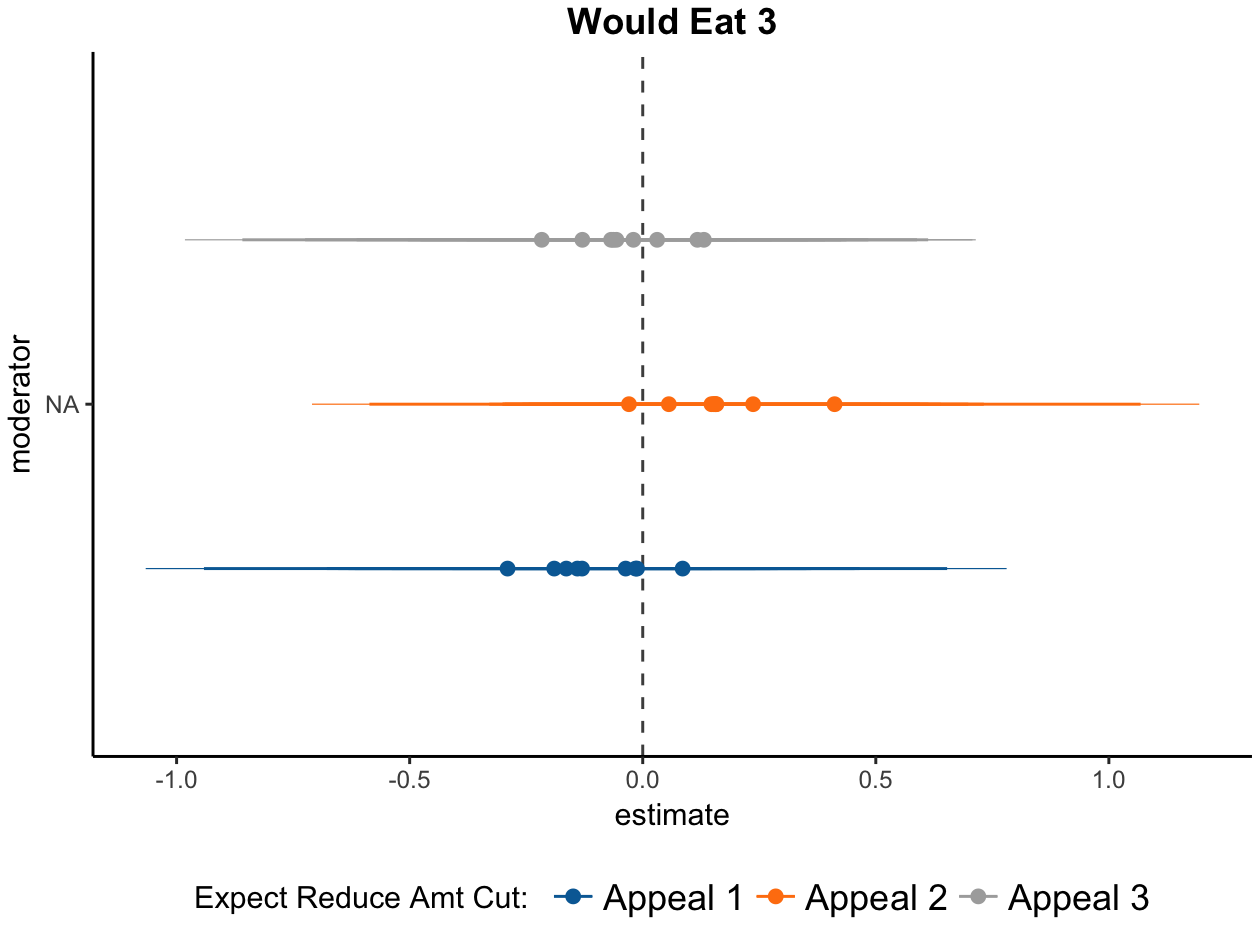 Would Eat 3
moderator
NA
-1.0 -0.5 0.0 0.5 1.0
estimate
Expect Reduce Amt Cut: Appeal 1 Appeal 2 Appeal 3